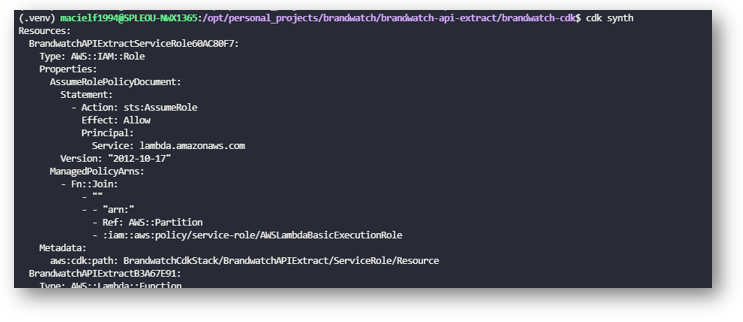 (.venv) macielf1994@SPLEOU-NWX1365:/opt/personal_projects/brandwatch/brandwatch-api-extract/brandwatch-cdk$ cdk synth
Resources:
  BrandwatchAPIExtractServiceRole60AC80F7:
    Type: AWS::IAM::Role
    Properties:
      AssumeRolePolicyDocument:
        Statement:
          - Action: sts:AssumeRole
            Effect: Allow
            Principal:
              Service: lambda.amazonaws.com
        Version: "2012-10-17"
      ManagedPolicyArns:
        - Fn::Join:
            - ""
            - - "arn:"
              - Ref: AWS::Partition
              - :iam::aws:policy/service-role/AWSLambdaBasicExecutionRole
    Metadata:
      aws:cdk:path: BrandwatchCdkStack/BrandwatchAPIExtract/ServiceRole/Resource
  BrandwatchAPIExtractB3A67E91:
    Type: AWS::Lambda::Function